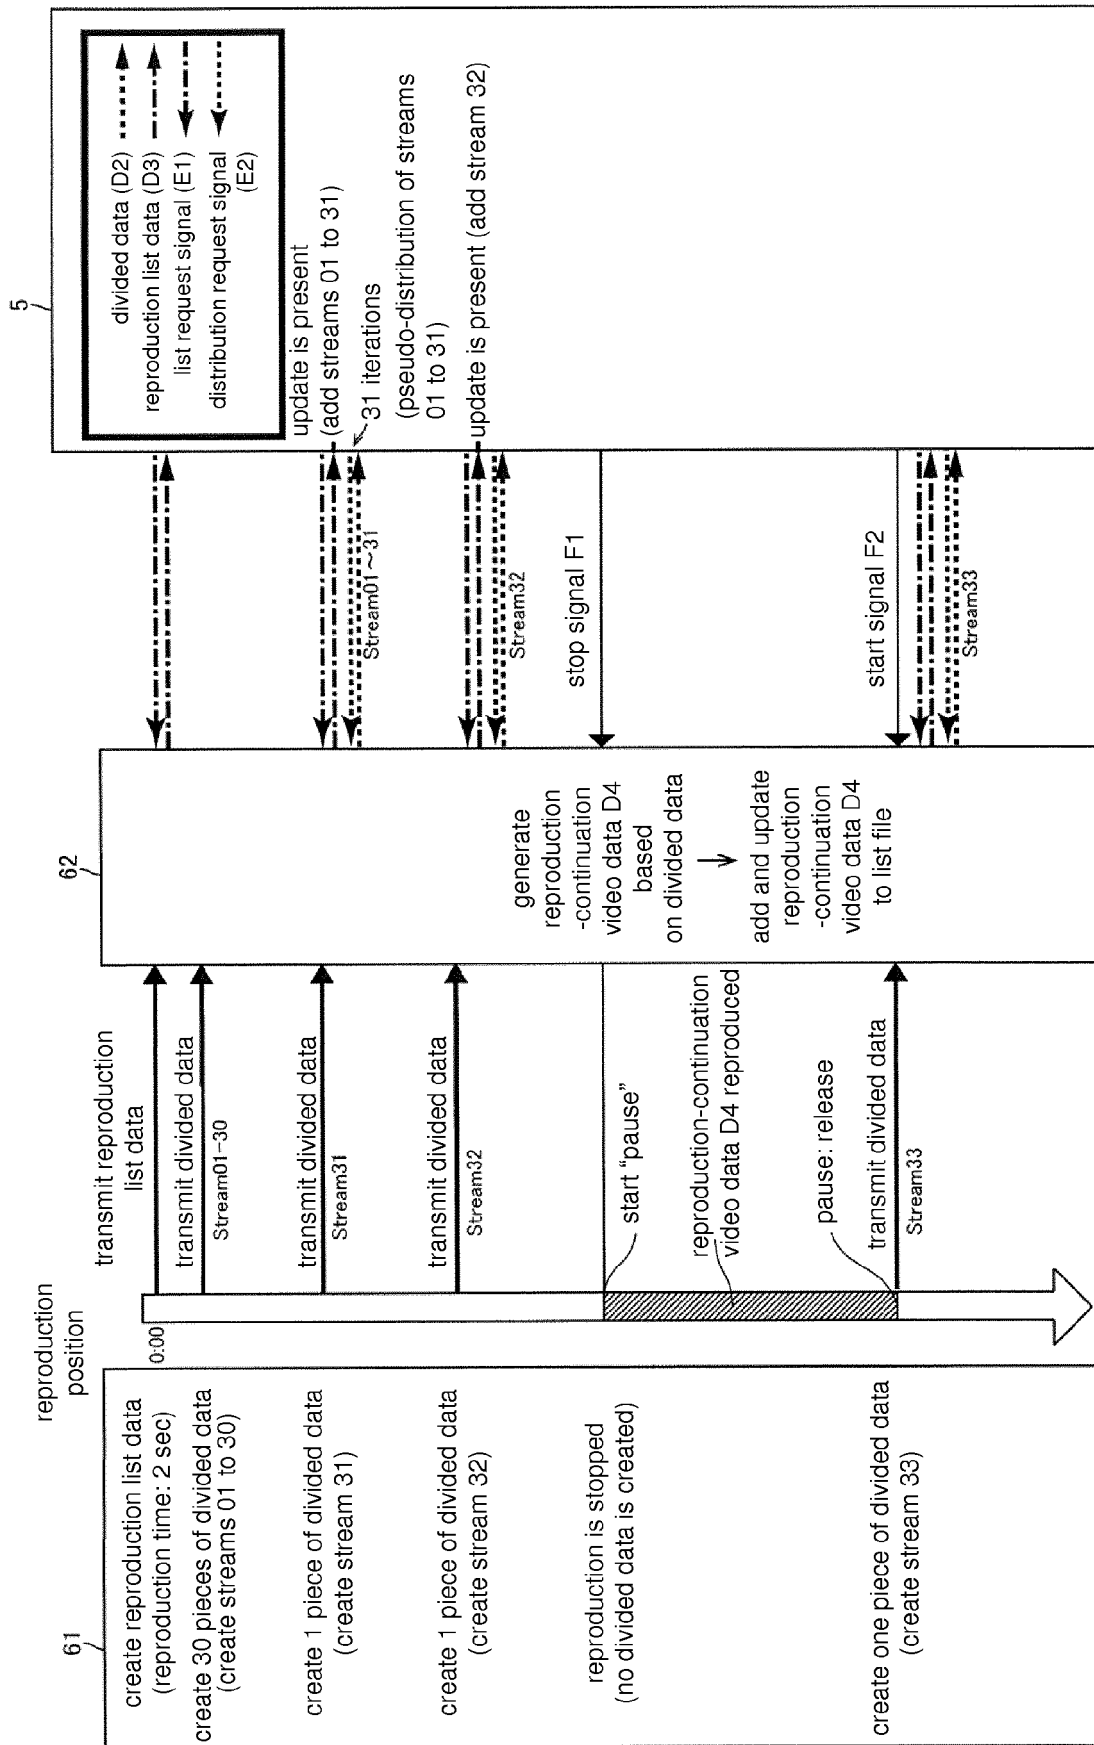 61
create reproduction list data
(reproduction time: 2 sec)
create 30 pieces of divided data
(create streams 01 to 30)
create 1 piece of divided data
(create stream 31)
create 1 piece of divided data
(create stream 32)
reproduction is stopped
(no divided data is created)
create one piece of divided data
(create stream 33)
reproduction
position
0:00
transmit reproduction
list data
transmit divided data
Stream01-30
transmit divided data
Stream31
transmit divided data
Stream32
start “pause”
reproduction-continuation
video data D4 reproduced
pause: release
transmit divided data
Stream33
62
generate
reproduction
-continuation
video data D4
based
on divided data
add and update
reproduction
-continuation
video data D4
to list file
Stream01～31
Stream32
stop signal F1
start signal F2
Stream33
5
divided data (D2)
reproduction list data (D3)
list request signal (E1)
distribution request signal
(E2)
update is present
(add streams 01 to 31)
31 iterations
(pseudo-distribution of streams
01 to 31)
update is present (add stream 32)